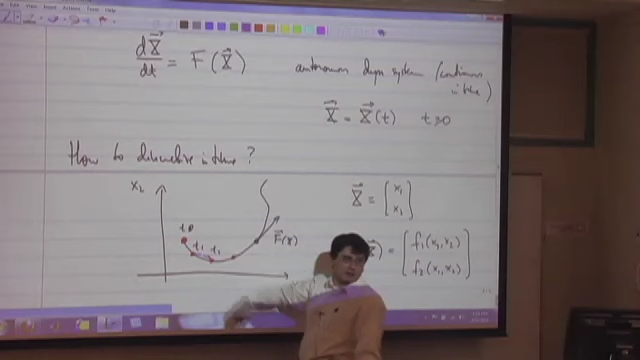 dX/dt = F(X)
autonomous dyn system (continuous
in time)
X = X(t) t≥0
How to discretize in time?
x₂
X = [x₁
x₂]
t₀
t₁ t₂
F(X)
= [f₁(x₁,x₂)
f₂(x₁,x₂)]